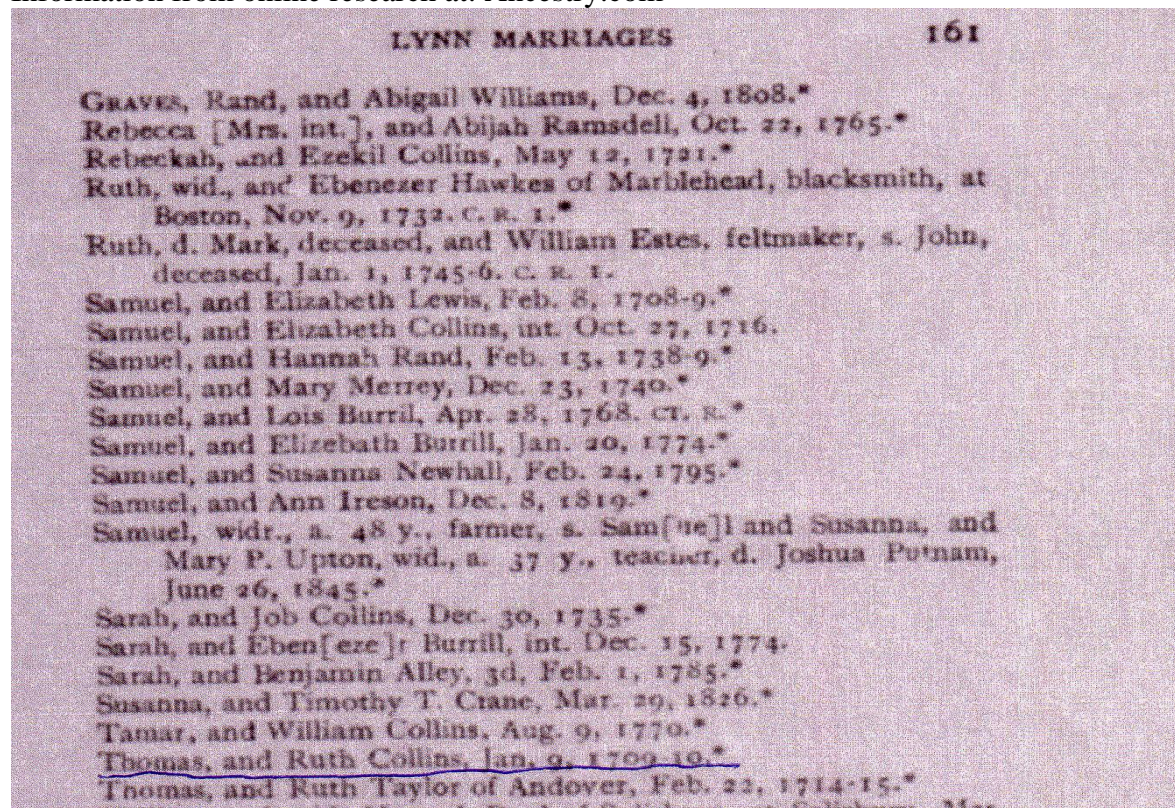 information from online research at: Ancestry.com
LYNN MARRIAGES 161
GRAVES, Rand, and Abigail Williams, Dec. 4, 1808.*
Rebecca [Mrs. int.], and Abijah Ramsdell, Oct. 22, 1765.*
Rebeckah, and Ezekil Collins, May 12, 1721.*
Ruth, wid., and Ebenezer Hawkes of Marblehead, blacksmith, at
Boston, Nov. 9, 1732. C. R. 1.*
Ruth, d. Mark, deceased, and William Estes, feltmaker, s. John,
deceased, Jan. 1, 1745-6. C. R. 1.
Samuel, and Elizabeth Lewis, Feb. 8, 1708-9.*
Samuel, and Elizabeth Collins, int. Oct. 27, 1716.
Samuel, and Hannah Rand, Feb. 13, 1738-9.*
Samuel, and Mary Merrey, Dec. 23, 1740.*
Samuel, and Lois Burril, Apr. 28, 1768. CT. R.*
Samuel, and Elizebath Burrill, Jan. 20, 1774.*
Samuel, and Susanna Newhall, Feb. 24, 1795.*
Samuel, and Ann Ireson, Dec. 8, 1819.*
Samuel, widr., a. 48 y., farmer, s. Sam[ue]l and Susanna, and
Mary P. Upton, wid., a. 37 y., teacher, d. Joshua Putnam,
June 26, 1845.*
Sarah, and Job Collins, Dec. 30, 1735.*
Sarah, and Eben[eze]r Burrill, int. Dec. 15, 1774.
Sarah, and Benjamin Alley, 3d, Feb. 1, 1785.*
Susanna, and Timothy T. Crane, Mar. 29, 1826.*
Tamar, and William Collins, Aug. 9, 1770.*
Thomas, and Ruth Collins, Jan. 9, 1709-10.*
Thomas, and Ruth Taylor of Andover, Feb. 22, 1714-15.*